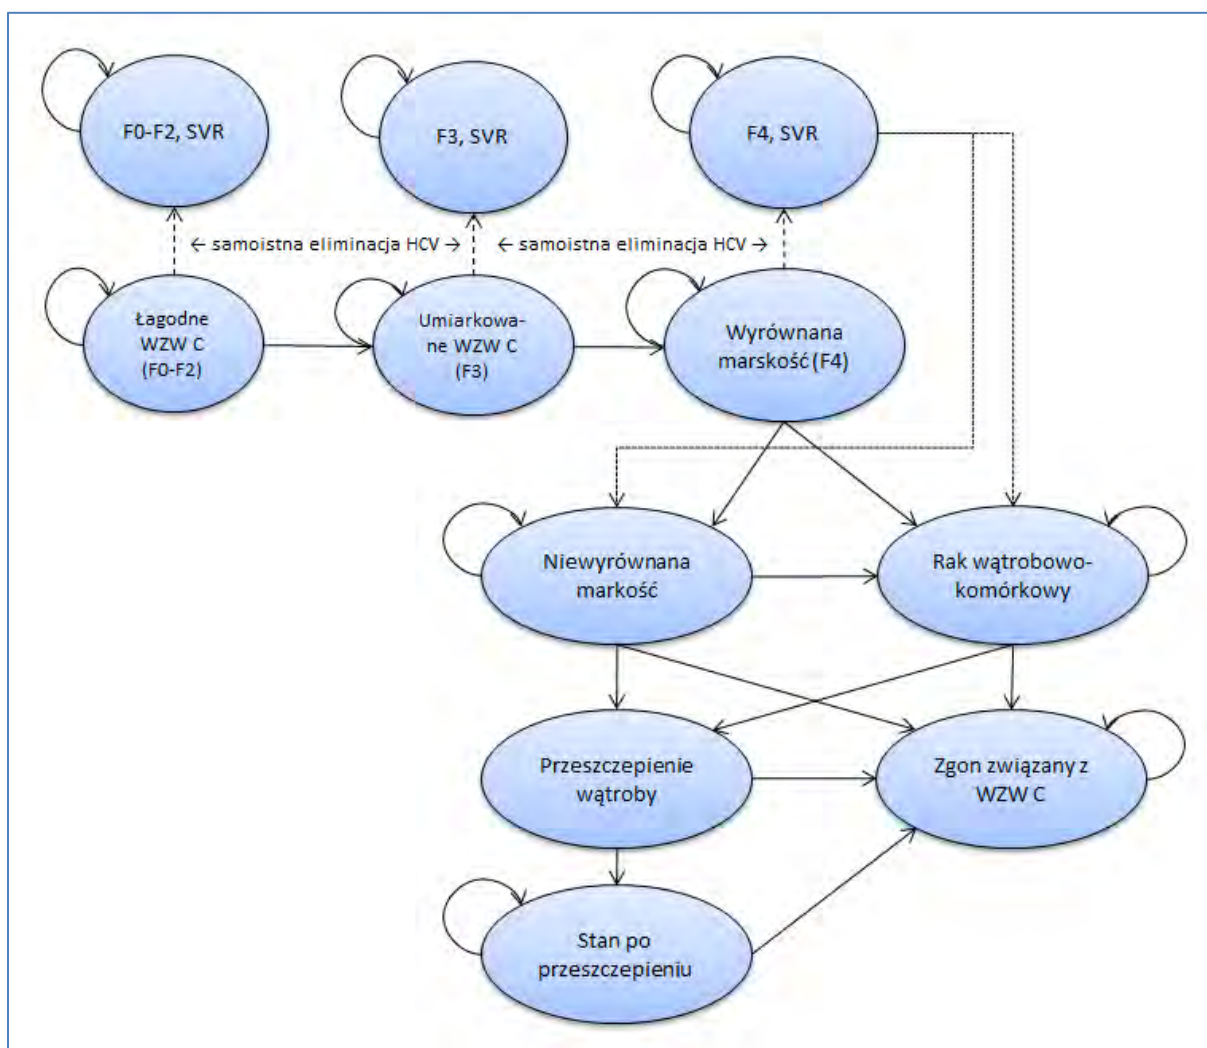 F0-F2, SVR
F3, SVR
F4, SVR
← samoistna eliminacja HCV →
← samoistna eliminacja HCV →
Łagodne
WZW C
(F0-F2)
Umiarkowa-
ne WZW C
(F3)
Wyrównana
marskość (F4)
Niewyrównana
markość
Rak wątrobowo-
komórkowy
Przeszczepienie
wątroby
Zgon związany z
WZW C
Stan po
przeszczepieniu